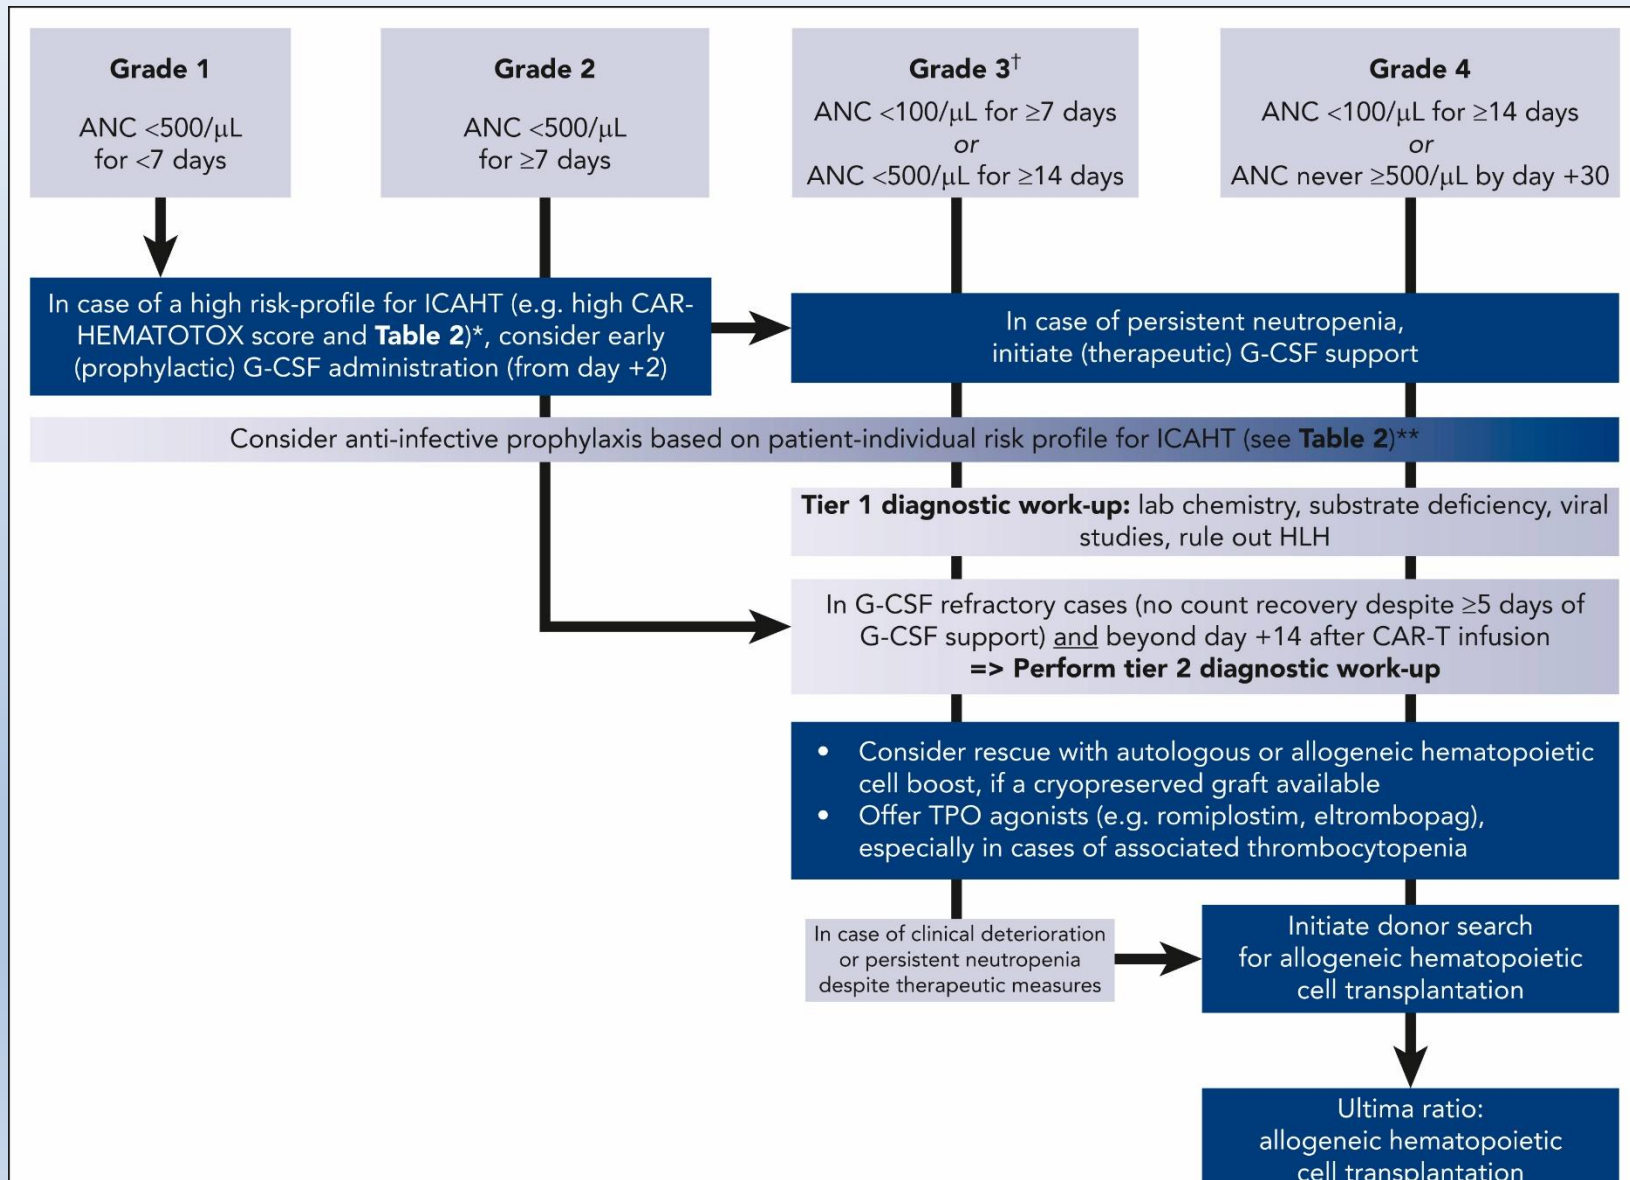 Grade 1
ANC <500/μL
for <7 days
Grade 2
ANC <500/μL
for ≥7 days
Grade 3†
ANC <100/μL for ≥7 days
or
ANC <500/μL for ≥14 days
Grade 4
ANC <100/μL for ≥14 days
or
ANC never ≥500/μL by day +30
In case of a high risk-profile for ICAHT (e.g. high CAR-
HEMATOTOX score and Table 2)*, consider early
(prophylactic) G-CSF administration (from day +2)
In case of persistent neutropenia,
initiate (therapeutic) G-CSF support
Consider anti-infective prophylaxis based on patient-individual risk profile for ICAHT (see Table 2)**
Tier 1 diagnostic work-up: lab chemistry, substrate deficiency, viral
studies, rule out HLH
In G-CSF refractory cases (no count recovery despite ≥5 days of
G-CSF support) and beyond day +14 after CAR-T infusion
=> Perform tier 2 diagnostic work-up
• Consider rescue with autologous or allogeneic hematopoietic
cell boost, if a cryopreserved graft available
• Offer TPO agonists (e.g. romiplostim, eltrombopag),
especially in cases of associated thrombocytopenia
In case of clinical deterioration
or persistent neutropenia
despite therapeutic measures
Initiate donor search
for allogeneic hematopoietic
cell transplantation
Ultima ratio:
allogeneic hematopoietic
cell transplantation